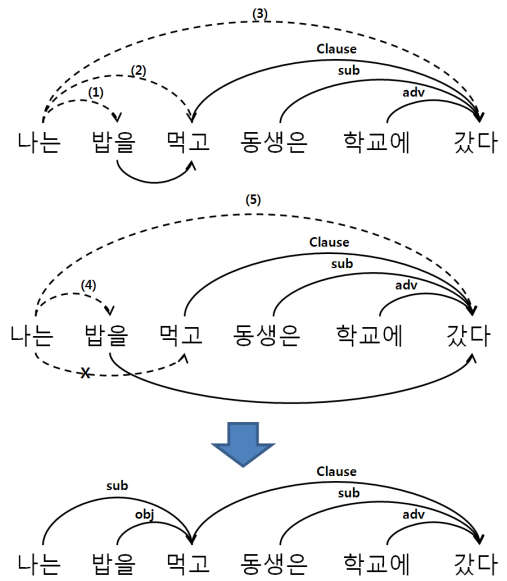 (3)
Clause
(2)
sub
(1)
adv
나는 밥을 먹고 동생은 학교에 갔다
(5)
Clause
sub
(4)
adv
나는 밥을 먹고 동생은 학교에 갔다
X
Clause
sub
sub
obj
adv
나는 밥을 먹고 동생은 학교에 갔다